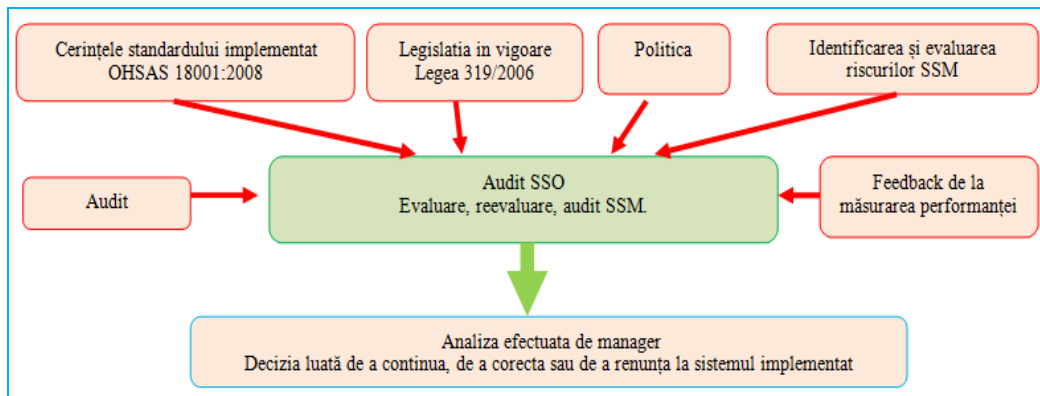 Cerințele standardului implementat
OHSAS 18001:2008
Legislatia in vigoare
Legea 319/2006
Politica
Identificarea și evaluarea
riscurilor SSM
Audit
Audit SSO
Evaluare, reevaluare, audit SSM.
Feedback de la
măsurarea performanței
Analiza efectuata de manager
Decizia luată de a continua, de a corecta sau de a renunța la sistemul implementat